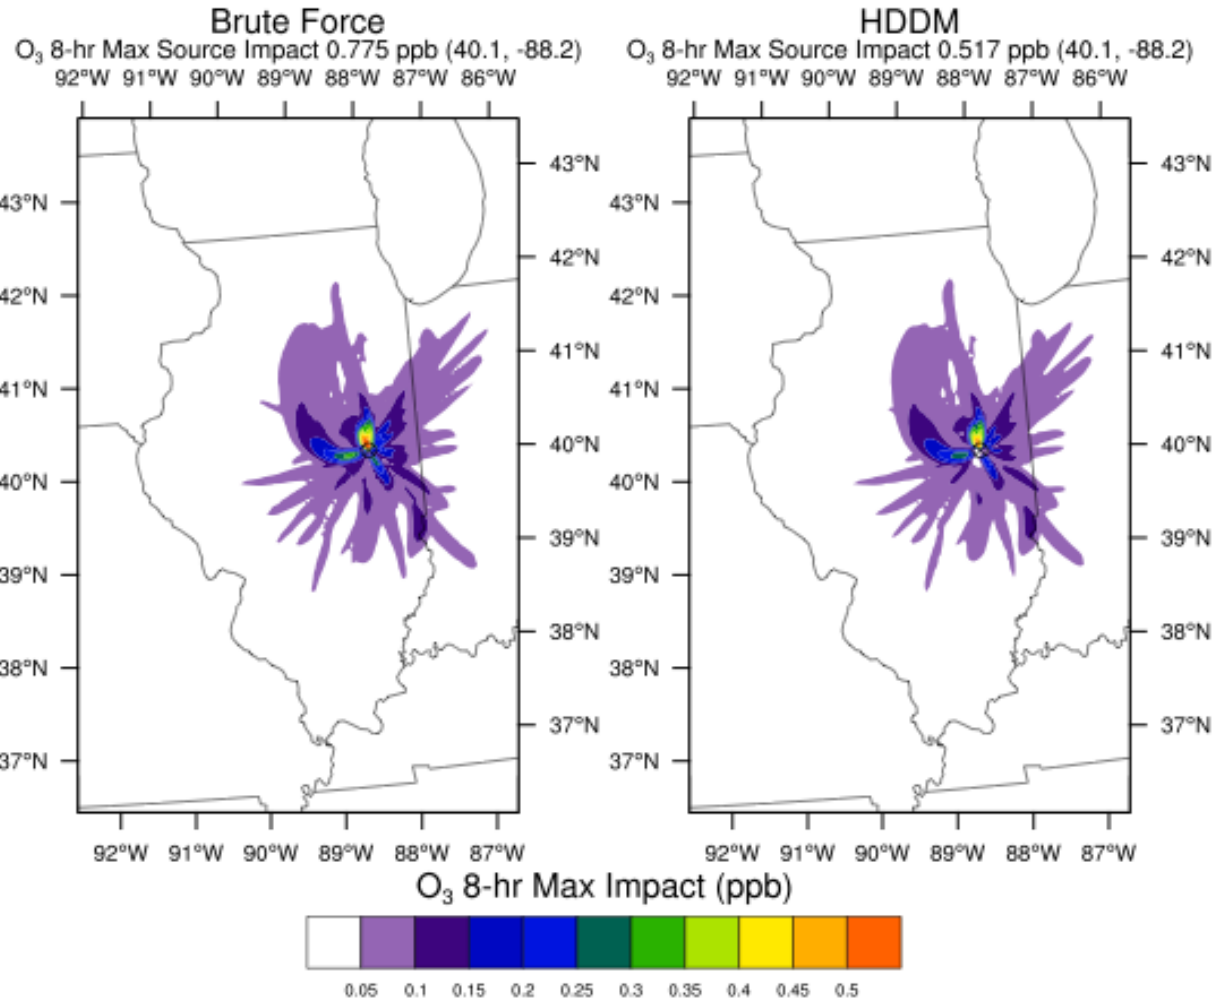 Brute Force
O3 8-hr Max Source Impact 0.775 ppb (40.1, -88.2)
92°W 91°W 90°W 89°W 88°W 87°W 86°W
43°N
42°N
41°N
40°N
39°N
38°N
37°N
43°N
42°N
41°N
40°N
39°N
38°N
37°N
92°W 91°W 90°W 89°W 88°W 87°W
HDDM
O3 8-hr Max Source Impact 0.517 ppb (40.1, -88.2)
92°W 91°W 90°W 89°W 88°W 87°W 86°W
43°N
42°N
41°N
40°N
39°N
38°N
37°N
43°N
42°N
41°N
40°N
39°N
38°N
37°N
92°W 91°W 90°W 89°W 88°W 87°W
O3 8-hr Max Impact (ppb)
0.05 0.1 0.15 0.2 0.25 0.3 0.35 0.4 0.45 0.5